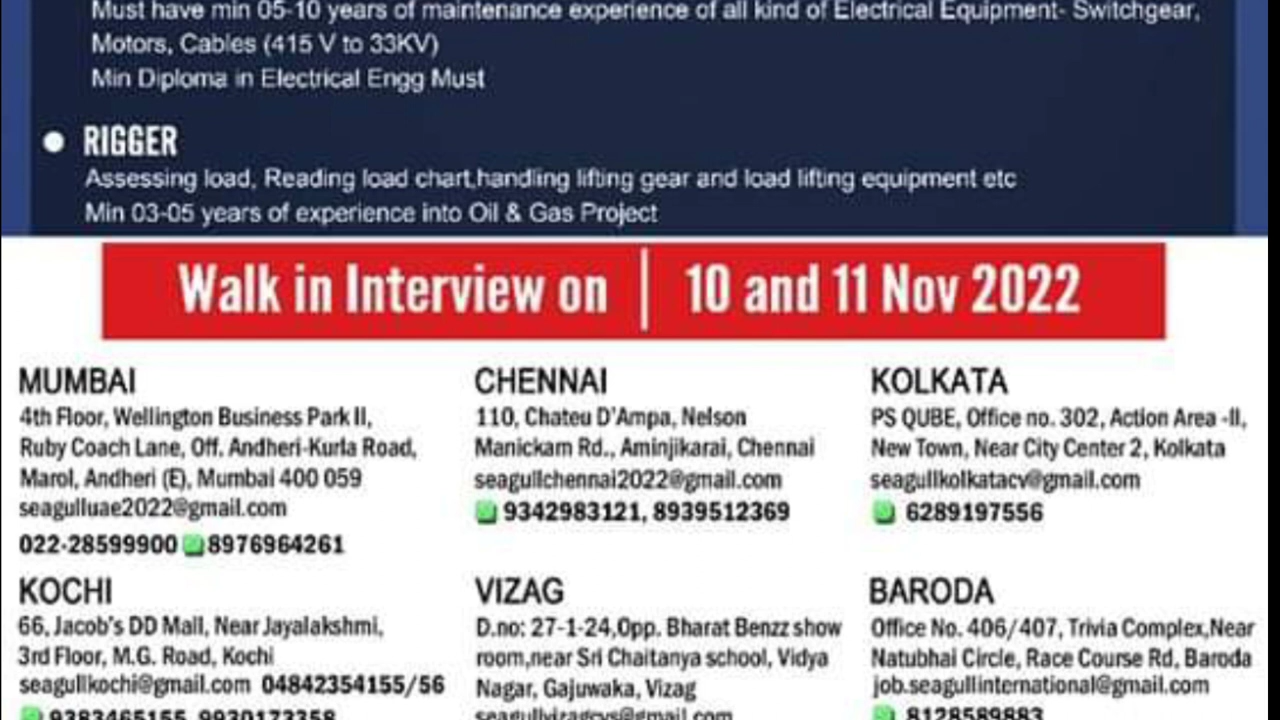 Must have min 05-10 years of maintenance experience of all kind of Electrical Equipment- Switchgear,
Motors, Cables (415 V to 33KV)
Min Diploma in Electrical Engg Must
RIGGER
Assessing load, Reading load chart,handling lifting gear and load lifting equipment etc
Min 03-05 years of experience into Oil & Gas Project
Walk in Interview on | 10 and 11 Nov 2022
MUMBAI
4th Floor, Wellington Business Park II,
Ruby Coach Lane, Off. Andheri-Kurla Road,
Marol, Andheri (E), Mumbai 400 059
seagulluae2022@gmail.com
022-28599900 8976964261
CHENNAI
110, Chateu D'Ampa, Nelson
Manickam Rd., Aminjikarai, Chennai
seagullchennai2022@gmail.com
9342983121, 8939512369
KOLKATA
PS QUBE, Office no. 302, Action Area -II,
New Town, Near City Center 2, Kolkata
seagullkolkatacv@gmail.com
6289197556
KOCHI
66, Jacob's DD Mall, Near Jayalakshmi,
3rd Floor, M.G. Road, Kochi
seagullkochi@gmail.com 04842354155/56
9383465155, 9930173358
VIZAG
D.no: 27-1-24,Opp. Bharat Benzz show
room,near Sri Chaitanya school, Vidya
Nagar, Gajuwaka, Vizag
seagullvizagcvs@gmail.com
BARODA
Office No. 406/407, Trivia Complex,Near
Natubhai Circle, Race Course Rd, Baroda
job.seagullinternational@gmail.com
8128589883